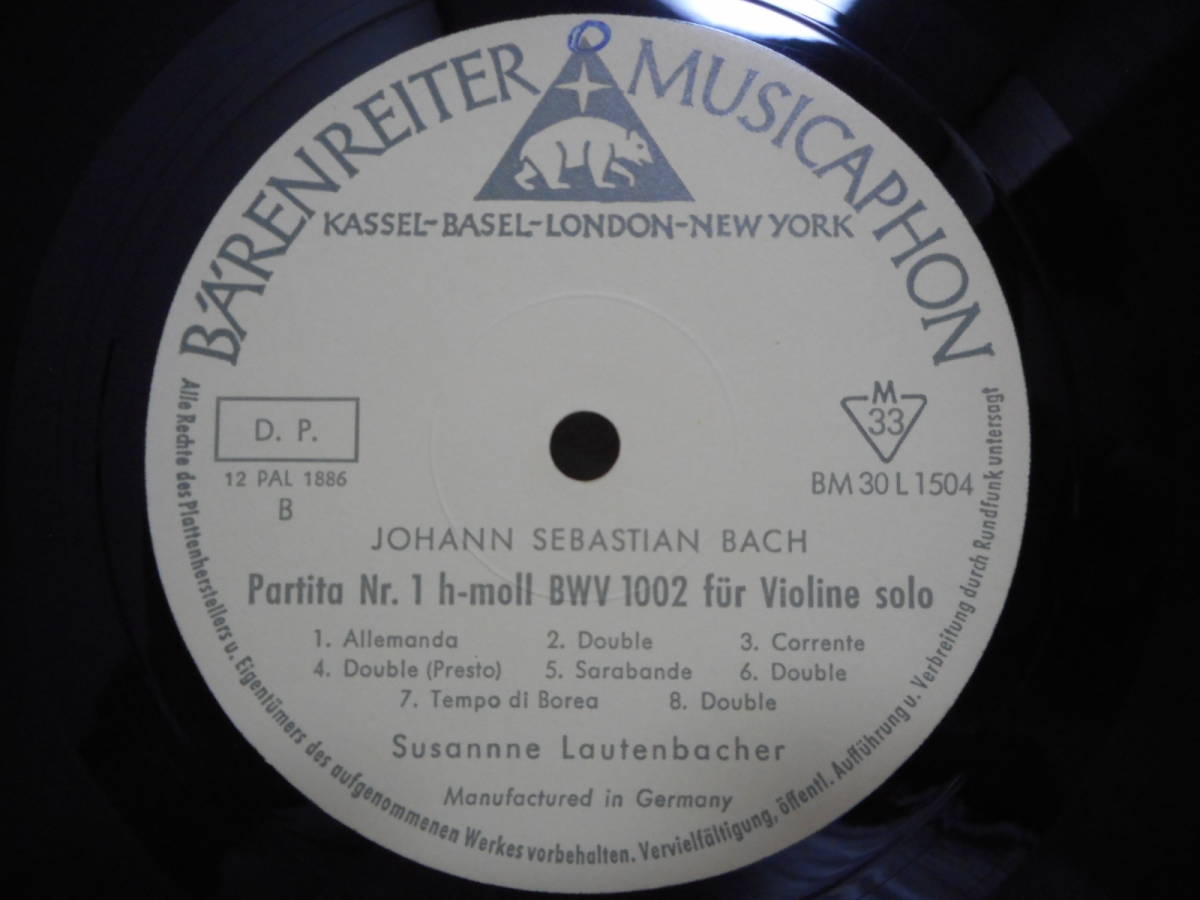 BÄRENREITER MUSICAPHON
KASSEL-BASEL-LONDON-NEW YORK
D. P.
12 PAL 1886
B
M
33
BM 30 L 1504
JOHANN SEBASTIAN BACH
Partita Nr. 1 h-moll BWV 1002 für Violine solo
1. Allemanda 2. Double 3. Corrente
4. Double (Presto) 5. Sarabande 6. Double
7. Tempo di Borea 8. Double
Susannne Lautenbacher
Manufactured in Germany
Alle Rechte des Plattenherstellers u. Eigentümers des aufgenommenen Werkes vorbehalten. Vervielfältigung, öffentl. Aufführung u. Verbreitung durch Rundfunk untersagt